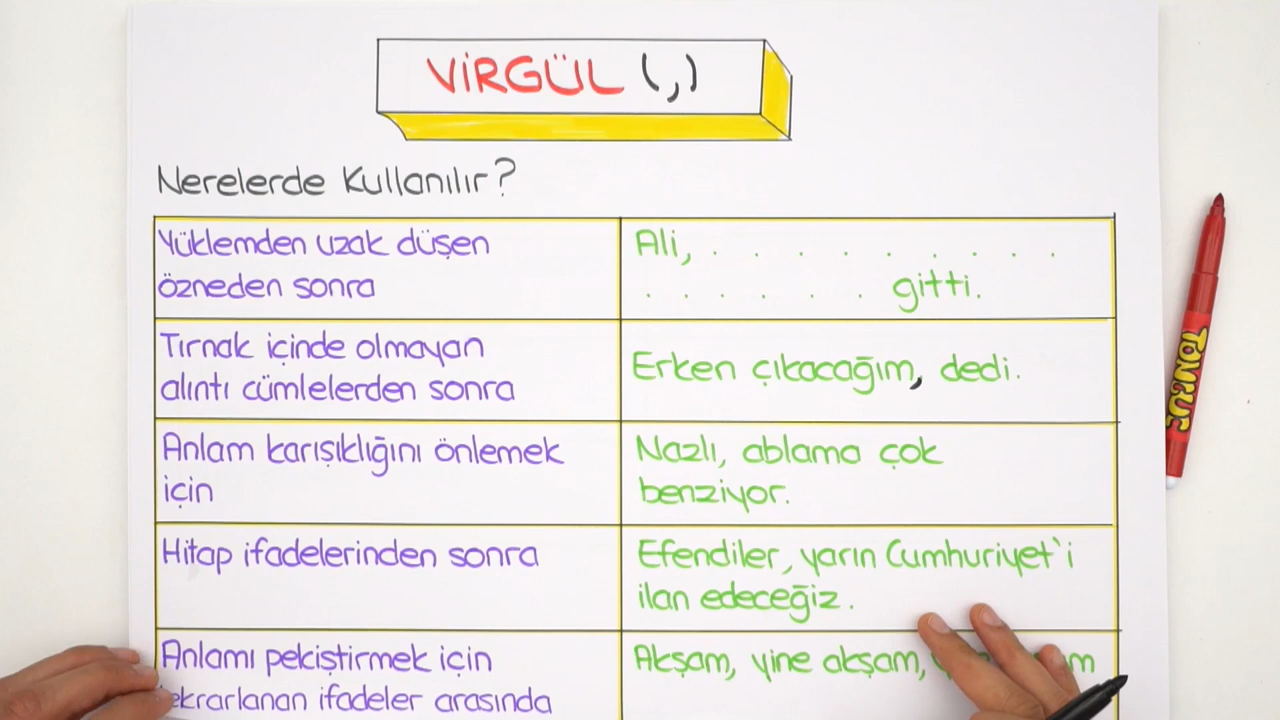 VİRGÜL (,)
Nerelerde Kullanılır?
Yüklemden uzak düşen
özneden sonra
Ali, . . . . . . . . .
. . . . . gitti.
Tırnak içinde olmayan
alıntı cümlelerden sonra
Erken çıkacağım, dedi.
Anlam karışıklığını önlemek
için
Nazlı, ablama çok
benziyor.
Hitap ifadelerinden sonra
Efendiler, yarın Cumhuriyet'i
ilan edeceğiz.
Anlamı pekiştirmek için
ifadeler arasında
Akşam, yine akşam,